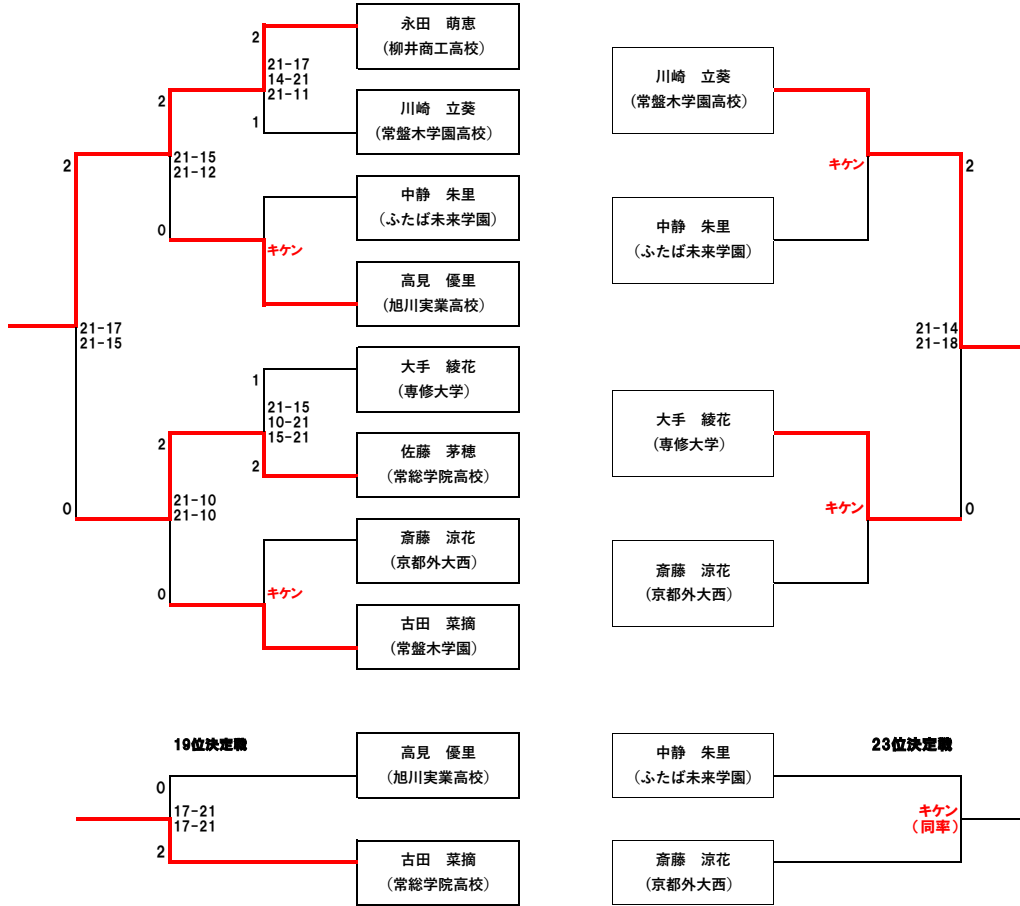 永田　萌恵
（柳井商工高校）
2
21-17
14-21
21-11
1
川崎　立葵
（常盤木学園高校）
2
21-15
21-12
0
中静　朱里
（ふたば未来学園）
キケン
高見　優里
（旭川実業高校）
2
21-17
21-15
0
大手　綾花
（専修大学）
1
21-15
10-21
15-21
2
佐藤　茅穂
（常総学院高校）
2
21-10
21-10
0
斎藤　涼花
（京都外大西）
キケン
古田　菜摘
（常盤木学園）
川崎　立葵
（常盤木学園高校）
キケン
中静　朱里
（ふたば未来学園）
2
21-14
21-18
0
大手　綾花
（専修大学）
キケン
斎藤　涼花
（京都外大西）
19位決定戦
高見　優里
（旭川実業高校）
0
17-21
17-21
2
古田　菜摘
（常総学院高校）
23位決定戦
中静　朱里
（ふたば未来学園）
キケン
（同率）
斎藤　涼花
（京都外大西）